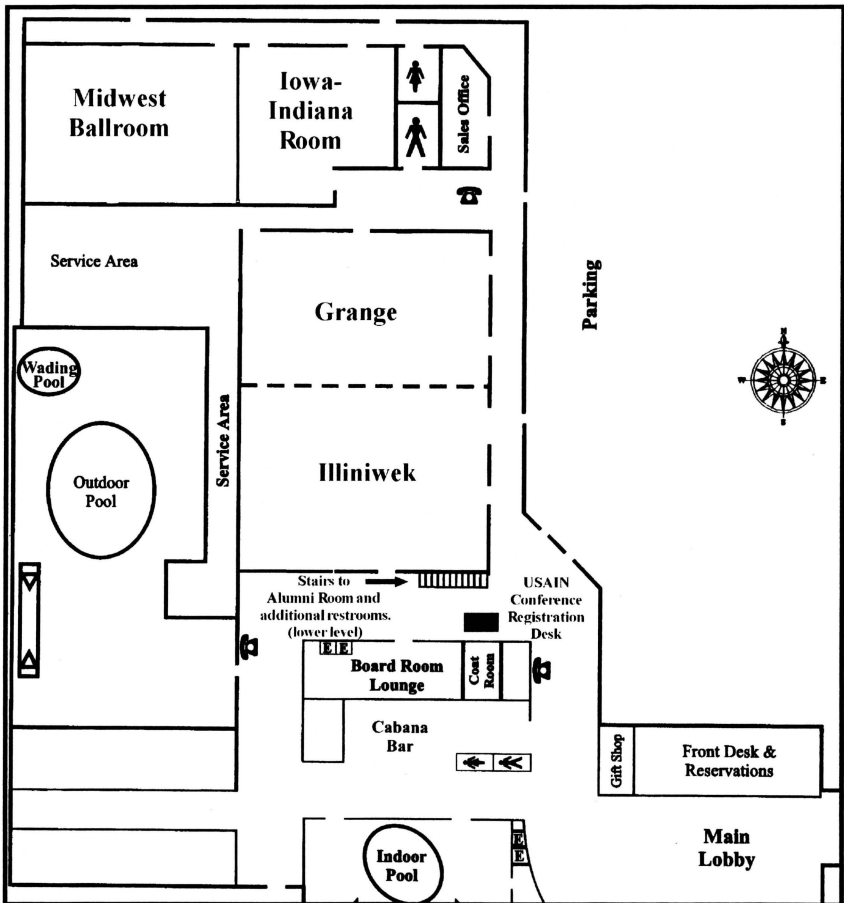 Midwest
Ballroom
Iowa-
Indiana
Room
Sales Office
Service Area
Grange
Parking
Wading
Pool
N
W
E
S
Service Area
Illiniwek
Outdoor
Pool
Stairs to
Alumni Room and
additional restrooms.
(lower level)
USAIN
Conference
Registration
Desk
E E
Board Room
Lounge
Coat
Room
Cabana
Bar
Gift Shop
Front Desk &
Reservations
Main
Lobby
Indoor
Pool
E
E